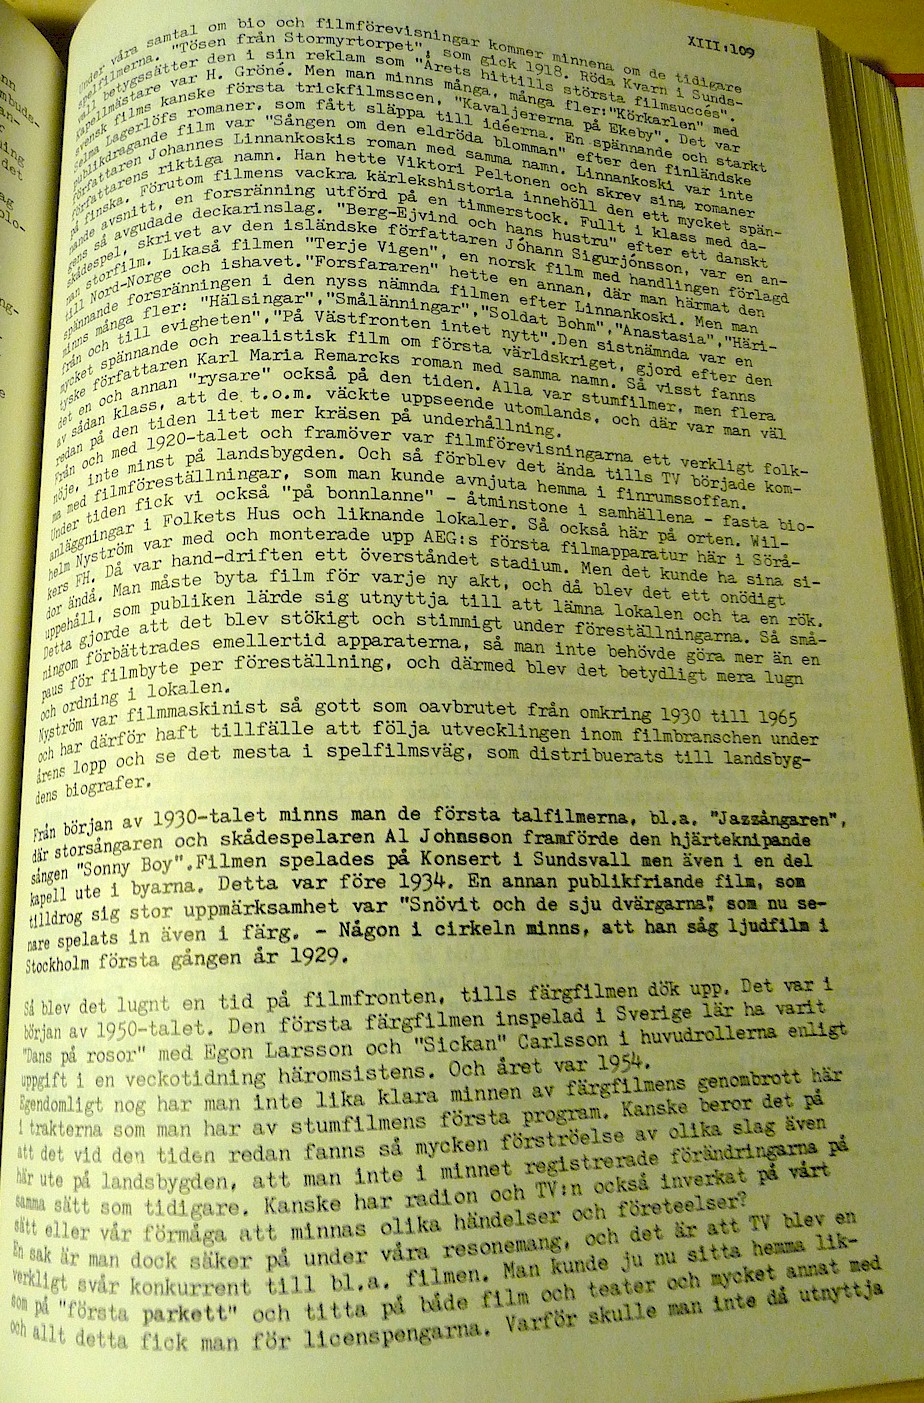 XIII:109
Under våra samtal om bio och filmförevisningar kommer minnena om de tidigare
spelfilmerna. "Tösen från Stormyrtorpet", som gick 1918. Röda Kvarn i Sunds-
vall betygssätter den i sin reklam som "Årets hittills största filmsuccés".
Kapellmästare var H. Gröné. Men man minns många, många fler: "Körkarlen" med
svensk films kanske första trickfilmsscen, "Kavaljererna på Ekeby". Det var
Selma Lagerlöfs romaner, som fått släppa till idéerna. En spännande och starkt
publikdragande film var "Sången om den eldröda blomman" efter den finländske
författaren Johannes Linnankoskis roman med samma namn. Linnankoski var inte
författarens riktiga namn. Han hette Viktori Peltonen och skrev sina romaner
på finska. Förutom filmens vackra kärlekshistoria innehöll den ett mycket spän-
nande avsnitt, en forsränning utförd på en timmerstock. Fullt i klass med da-
gens så avgudade deckarinslag. "Berg-Ejvind och hans hustru" efter ett danskt
skådespel, skrivet av den isländske författaren Jóhann Sigurjónsson, var en an-
nan storfilm. Likaså filmen "Terje Vigen", en norsk film med handlingen förlagd
till Nord-Norge och ishavet. "Forsfararen" hette en annan, där man härmat den
spännande forsränningen i den nyss nämnda filmen efter Linnankoski. Men man
minns många fler: "Hälsingar","Smålänningar","Soldat Bohm","Anastasia","Häri-
från och till evigheten","På Västfronten intet nytt".Den sistnämnda var en
mycket spännande och realistisk film om första världskriget, gjord efter den
tyske författaren Karl Maria Remarcks roman med samma namn. Så visst fanns
det en och annan "rysare" också på den tiden. Alla var stumfilmer, men flera
av sådan klass, att de t.o.m. väckte uppseende utomlands, och där var man väl
redan på den tiden litet mer kräsen på underhållning.
Från och med 1920-talet och framöver var filmförevisningarna ett verkligt folk-
nöje, inte minst på landsbygden. Och så förblev det ända tills TV började kom-
ma med filmföreställningar, som man kunde avnjuta hemma i finrumssoffan.
Under tiden fick vi också "på bonnlanne" - åtminstone i samhällena - fasta bio-
anläggningar i Folkets Hus och liknande lokaler. Så också här på orten. Wil-
helm Nyström var med och monterade upp AEG:s första filmapparatur här i Sörå-
kers FH. Då var hand-driften ett överståndet stadium. Men det kunde ha sina si-
dor ändå. Man måste byta film för varje ny akt, och då blev det ett onödigt
uppehåll, som publiken lärde sig utnyttja till att lämna lokalen och ta en rök.
Detta gjorde att det blev stökigt och stimmigt under föreställningarna. Så små-
ningom förbättrades emellertid apparaterna, så man inte behövde göra mer än en
paus för filmbyte per föreställning, och därmed blev det betydligt mera lugn
och ordning i lokalen.
Nyström var filmmaskinist så gott som oavbrutet från omkring 1930 till 1965
och har därför haft tillfälle att följa utvecklingen inom filmbranschen under
årens lopp och se det mesta i spelfilmsväg, som distribuerats till landsbyg-
dens biografer.
Från början av 1930-talet minns man de första talfilmerna, bl.a. "Jazzångaren",
där storsångaren och skådespelaren Al Johnsson framförde den hjärteknipande
sången "Sonny Boy".Filmen spelades på Konsert i Sundsvall men även i en del
kapell ute i byarna. Detta var före 1934. En annan publikfriande film, som
tilldrog sig stor uppmärksamhet var "Snövit och de sju dvärgarna", som nu se-
nare spelats in även i färg. - Någon i cirkeln minns, att han såg ljudfilm i
Stockholm första gången år 1929.
Så blev det lugnt en tid på filmfronten, tills färgfilmen dök upp. Det var i
början av 1950-talet. Den första färgfilmen inspelad i Sverige lär ha varit
"Dans på rosor" med Egon Larsson och "Sickan" Carlsson i huvudrollerna enligt
uppgift i en veckotidning häromsistens. Och året var 1954.
Egendomligt nog har man inte lika klara minnen av färgfilmens genombrott här
i trakterna som man har av stumfilmens första program. Kanske beror det på
att det vid den tiden redan fanns så mycken förströelse av olika slag även
här ute på landsbygden, att man inte i minnet registrerade förändringarna på
samma sätt som tidigare. Kanske har radion och TV:n också inverkat på vårt
sätt eller vår förmåga att minnas olika händelser och företeelser?
En sak är man dock säker på under våra resonemang, och det är att TV blev en
verkligt svår konkurrent till bl.a. filmen. Man kunde ju nu sitta hemma lik-
som på "första parkett" och titta på både film och teater och mycket annat med
och allt detta fick man för licenspengarna. Varför skulle man inte då utnyttja